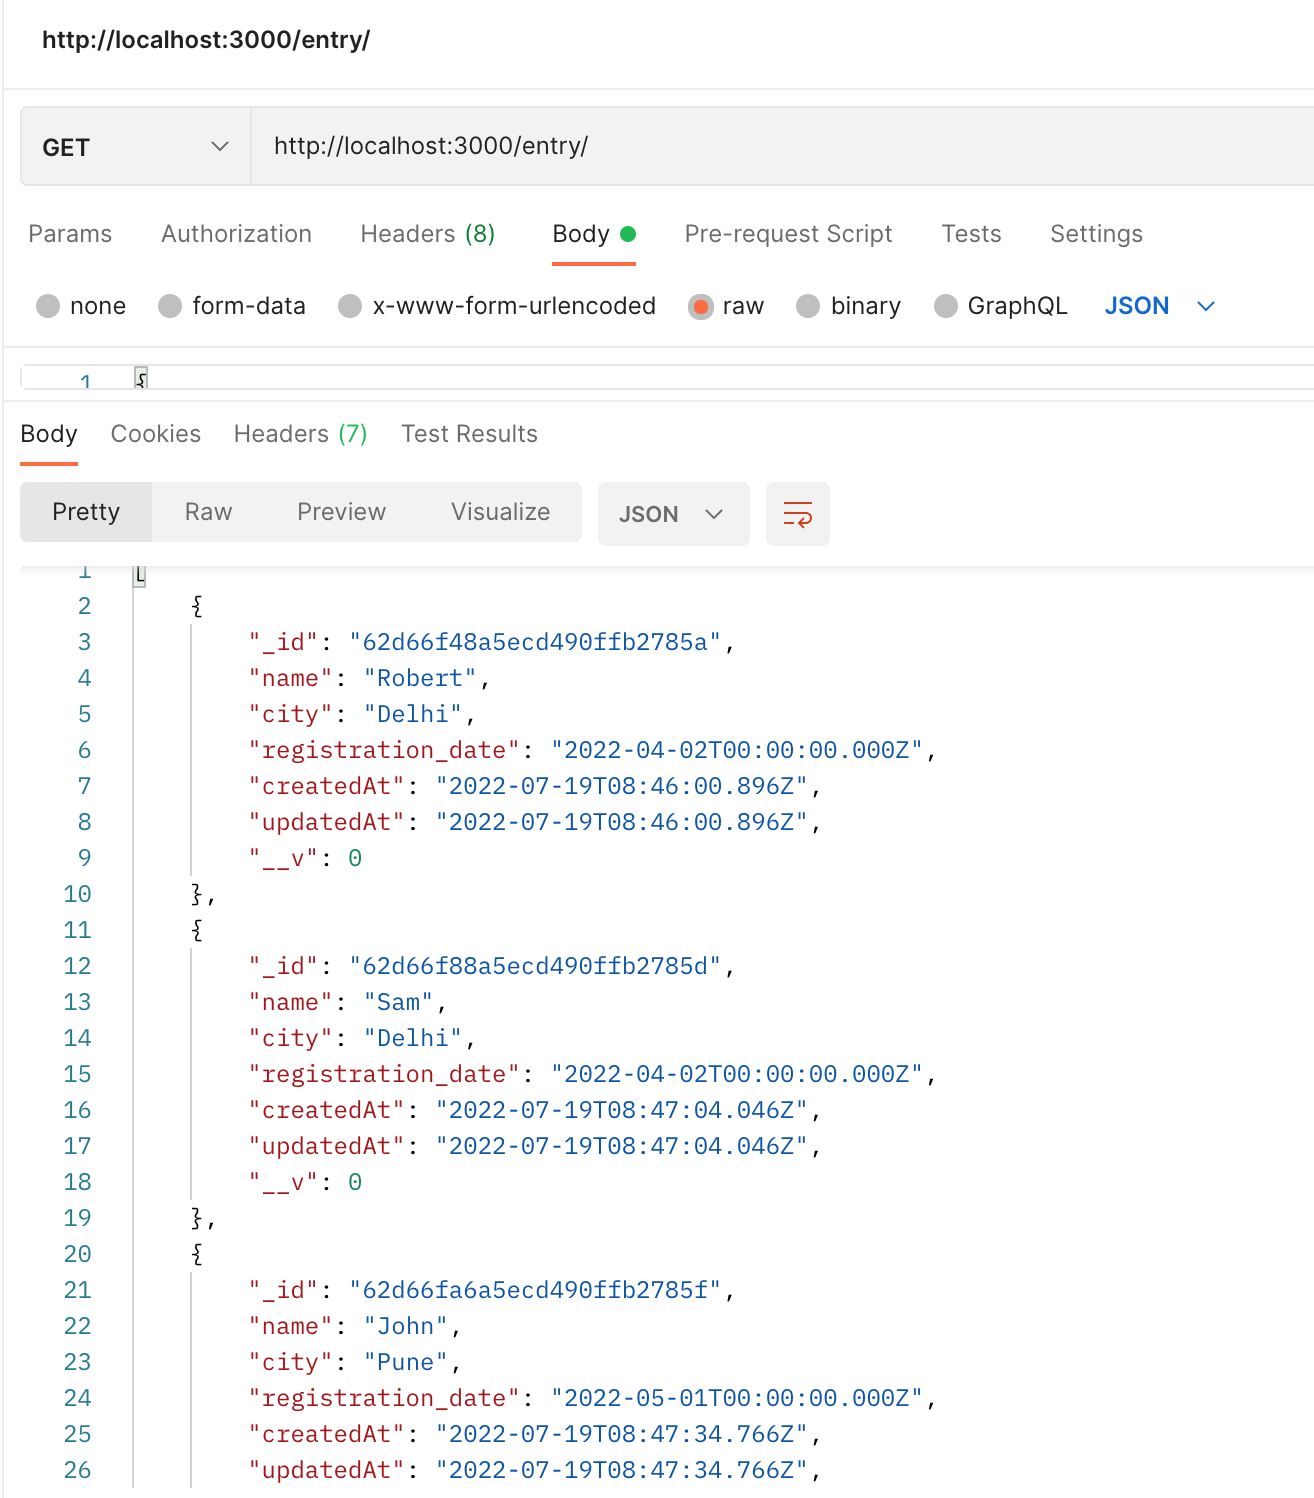 http://localhost:3000/entry/
GET http://localhost:3000/entry/
Params Authorization Headers (8) Body Pre-request Script Tests Settings
none form-data x-www-form-urlencoded raw binary GraphQL JSON
1 {
Body Cookies Headers (7) Test Results
Pretty Raw Preview Visualize JSON
1 [
2 {
3 "_id": "62d66f48a5ecd490ffb2785a",
4 "name": "Robert",
5 "city": "Delhi",
6 "registration_date": "2022-04-02T00:00:00.000Z",
7 "createdAt": "2022-07-19T08:46:00.896Z",
8 "updatedAt": "2022-07-19T08:46:00.896Z",
9 "__v": 0
10 },
11 {
12 "_id": "62d66f88a5ecd490ffb2785d",
13 "name": "Sam",
14 "city": "Delhi",
15 "registration_date": "2022-04-02T00:00:00.000Z",
16 "createdAt": "2022-07-19T08:47:04.046Z",
17 "updatedAt": "2022-07-19T08:47:04.046Z",
18 "__v": 0
19 },
20 {
21 "_id": "62d66fa6a5ecd490ffb2785f",
22 "name": "John",
23 "city": "Pune",
24 "registration_date": "2022-05-01T00:00:00.000Z",
25 "createdAt": "2022-07-19T08:47:34.766Z",
26 "updatedAt": "2022-07-19T08:47:34.766Z",